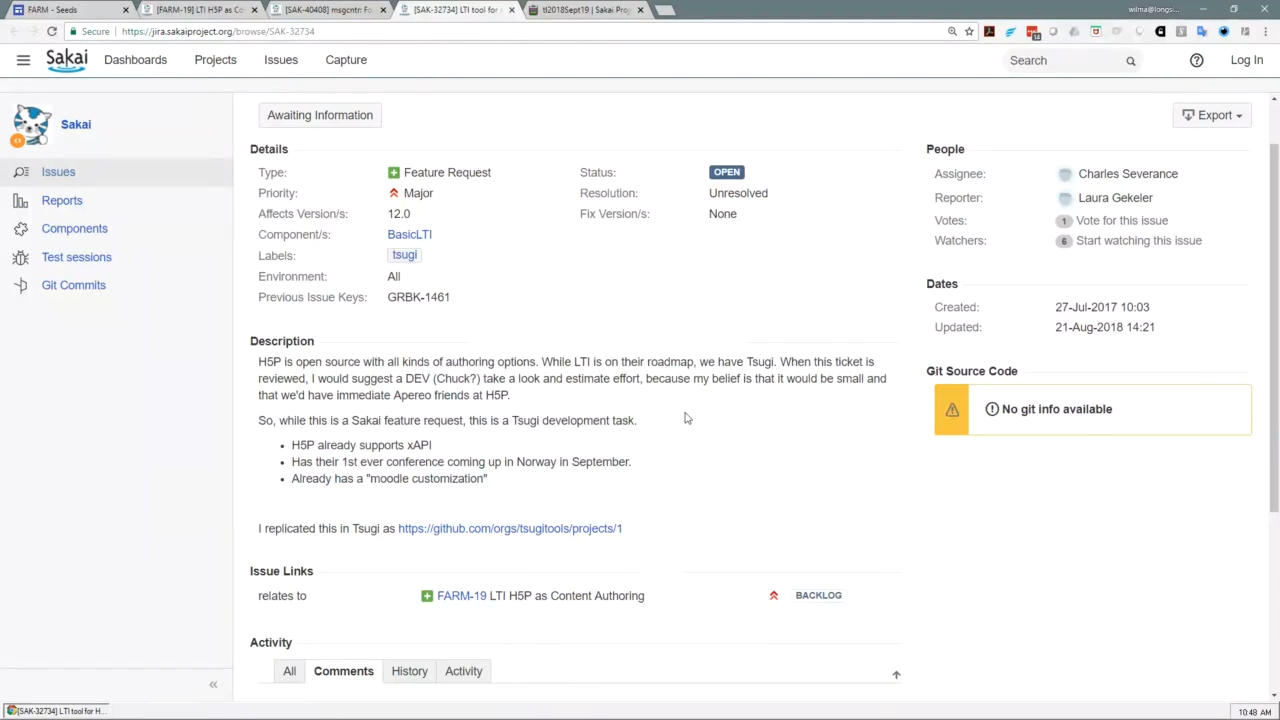 FARM - Seeds
[FARM-19] LTI H5P as Con
[SAK-40408] msgcntr: Fo
[SAK-32734] LTI tool for
tl2018Sept19 | Sakai Pro
wilma@longs
Secure
https://jira.sakaiproject.org/browse/SAK-32734
14
Sakai
Dashboards
Projects
Issues
Capture
Search
Log In
Sakai
Issues
Reports
Components
Test sessions
Git Commits
Awaiting Information
Export
Details
Type:
Feature Request
Status:
OPEN
Priority:
Major
Resolution:
Unresolved
Affects Version/s:
12.0
Fix Version/s:
None
Component/s:
BasicLTI
Labels:
tsugi
Environment:
All
Previous Issue Keys:
GRBK-1461
Description
H5P is open source with all kinds of authoring options. While LTI is on their roadmap, we have Tsugi. When this ticket is
reviewed, I would suggest a DEV (Chuck?) take a look and estimate effort, because my belief is that it would be small and
that we'd have immediate Apereo friends at H5P.
So, while this is a Sakai feature request, this is a Tsugi development task.
• H5P already supports xAPI
• Has their 1st ever conference coming up in Norway in September.
• Already has a "moodle customization"
I replicated this in Tsugi as https://github.com/orgs/tsugitools/projects/1
Issue Links
relates to
FARM-19 LTI H5P as Content Authoring
BACKLOG
Activity
All
Comments
History
Activity
People
Assignee:
Charles Severance
Reporter:
Laura Gekeler
Votes:
1 Vote for this issue
Watchers:
6 Start watching this issue
Dates
Created:
27-Jul-2017 10:03
Updated:
21-Aug-2018 14:21
Git Source Code
No git info available
«
[SAK-32734] LTI tool for H...
10:48 AM